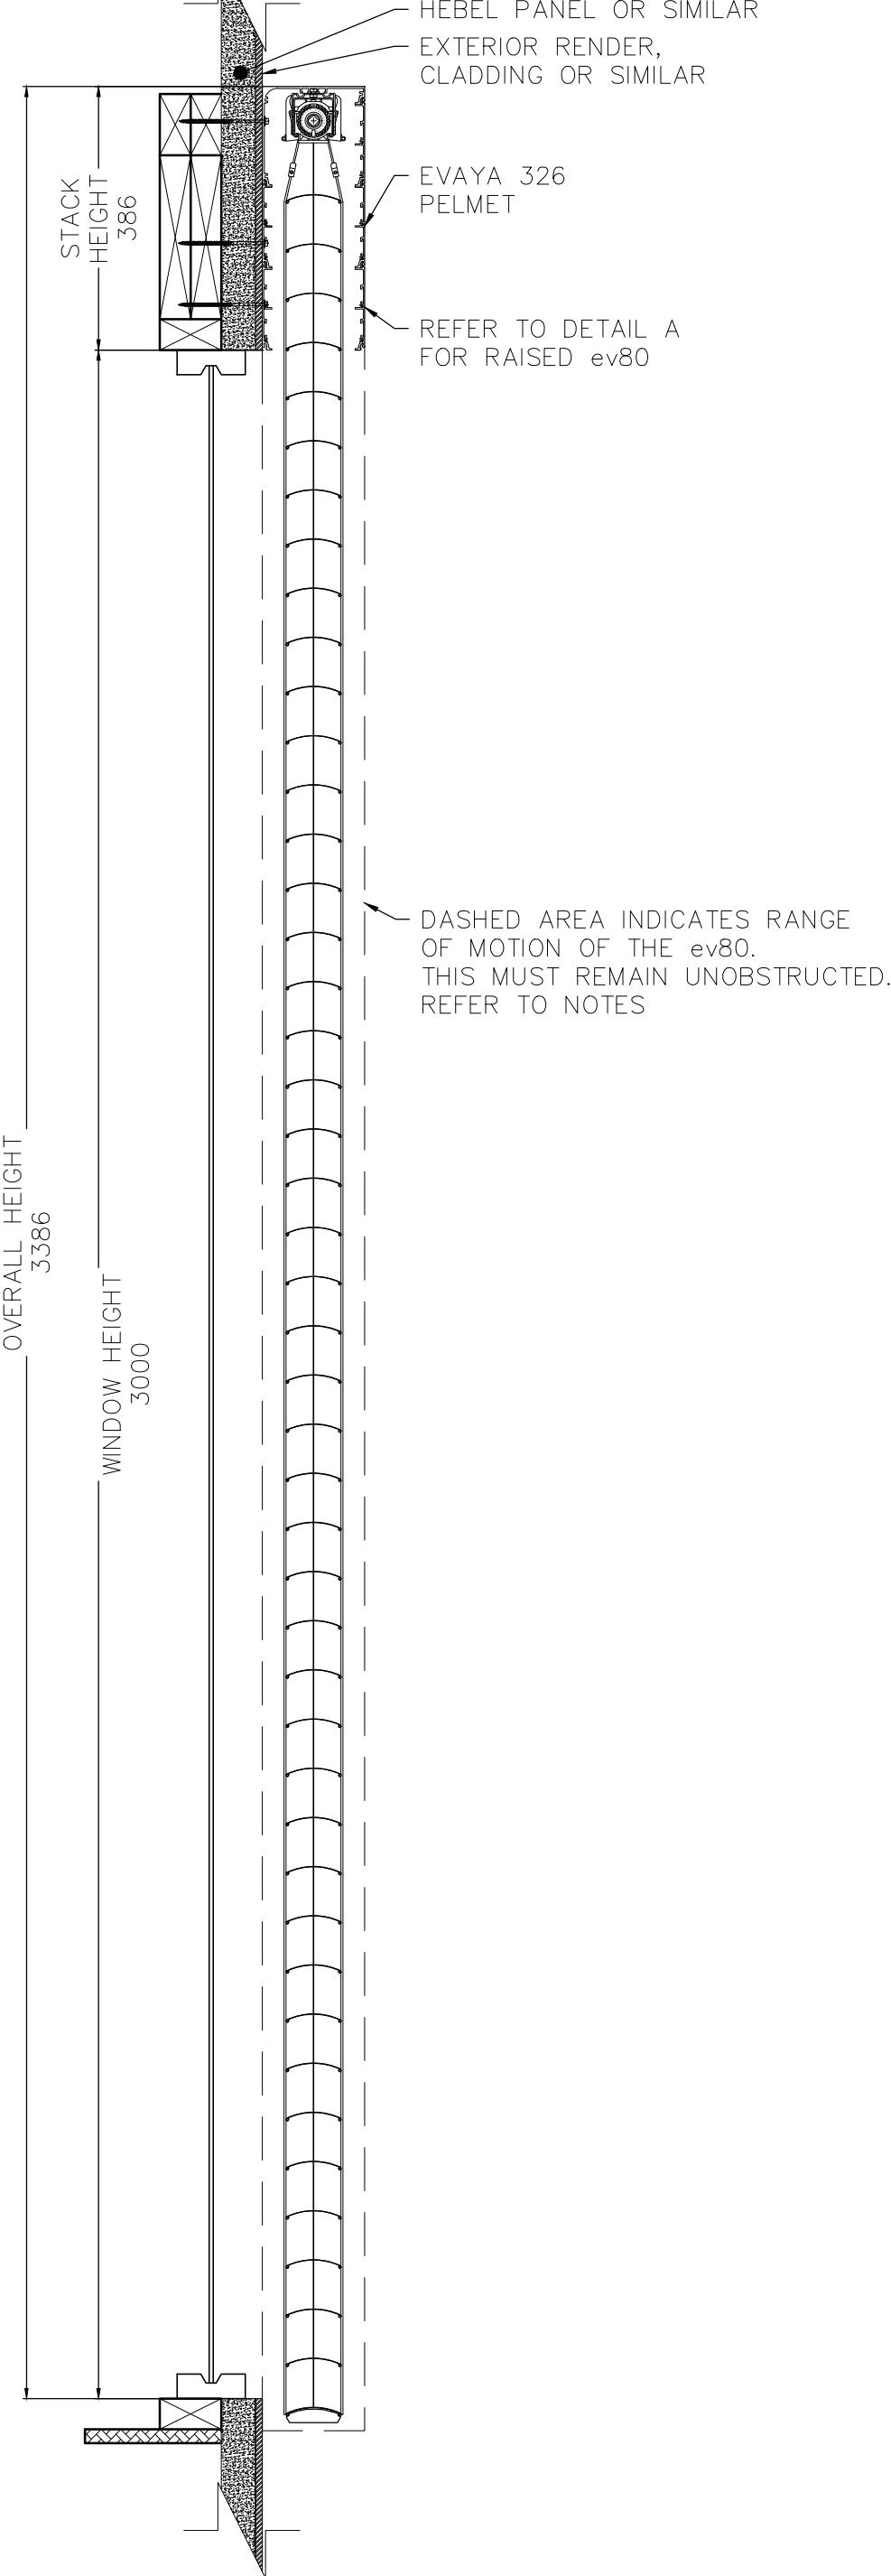 HEBEL PANEL OR SIMILAR
EXTERIOR RENDER,
CLADDING OR SIMILAR
STACK
HEIGHT
386
EVAYA 326
PELMET
REFER TO DETAIL A
FOR RAISED ev80
DASHED AREA INDICATES RANGE
OF MOTION OF THE ev80.
THIS MUST REMAIN UNOBSTRUCTED.
REFER TO NOTES
OVERALL HEIGHT
3386
WINDOW HEIGHT
3000